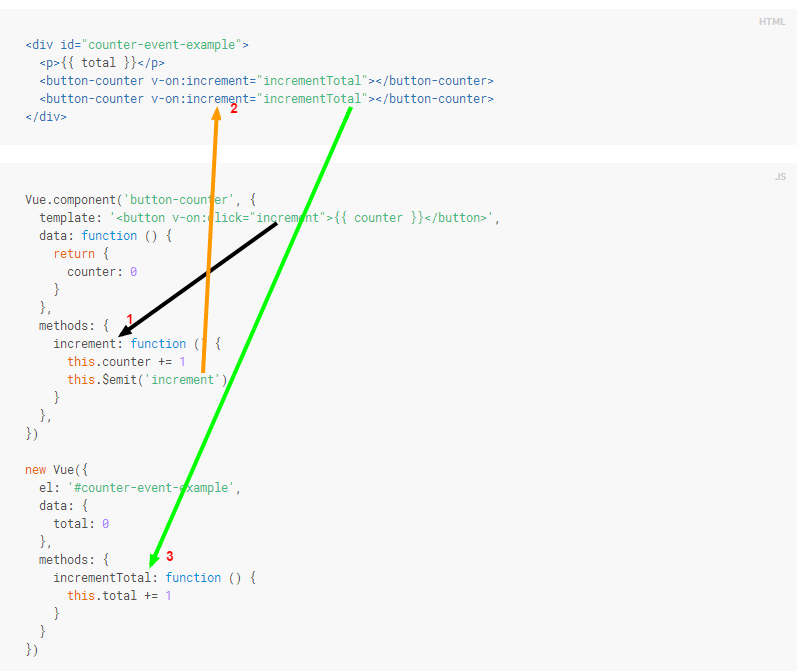 HTML
<div id="counter-event-example">
  <p>{{ total }}</p>
  <button-counter v-on:increment="incrementTotal"></button-counter>
  <button-counter v-on:increment="incrementTotal"></button-counter>
2
</div>
JS
Vue.component('button-counter', {
  template: '<button v-on:click="increment">{{ counter }}</button>',
  data: function () {
    return {
      counter: 0
    }
  },
1
  methods: {
    increment: function () {
      this.counter += 1
      this.$emit('increment')
    }
  },
})
new Vue({
  el: '#counter-event-example',
  data: {
    total: 0
  },
  methods: {
3
    incrementTotal: function () {
      this.total += 1
    }
  }
})